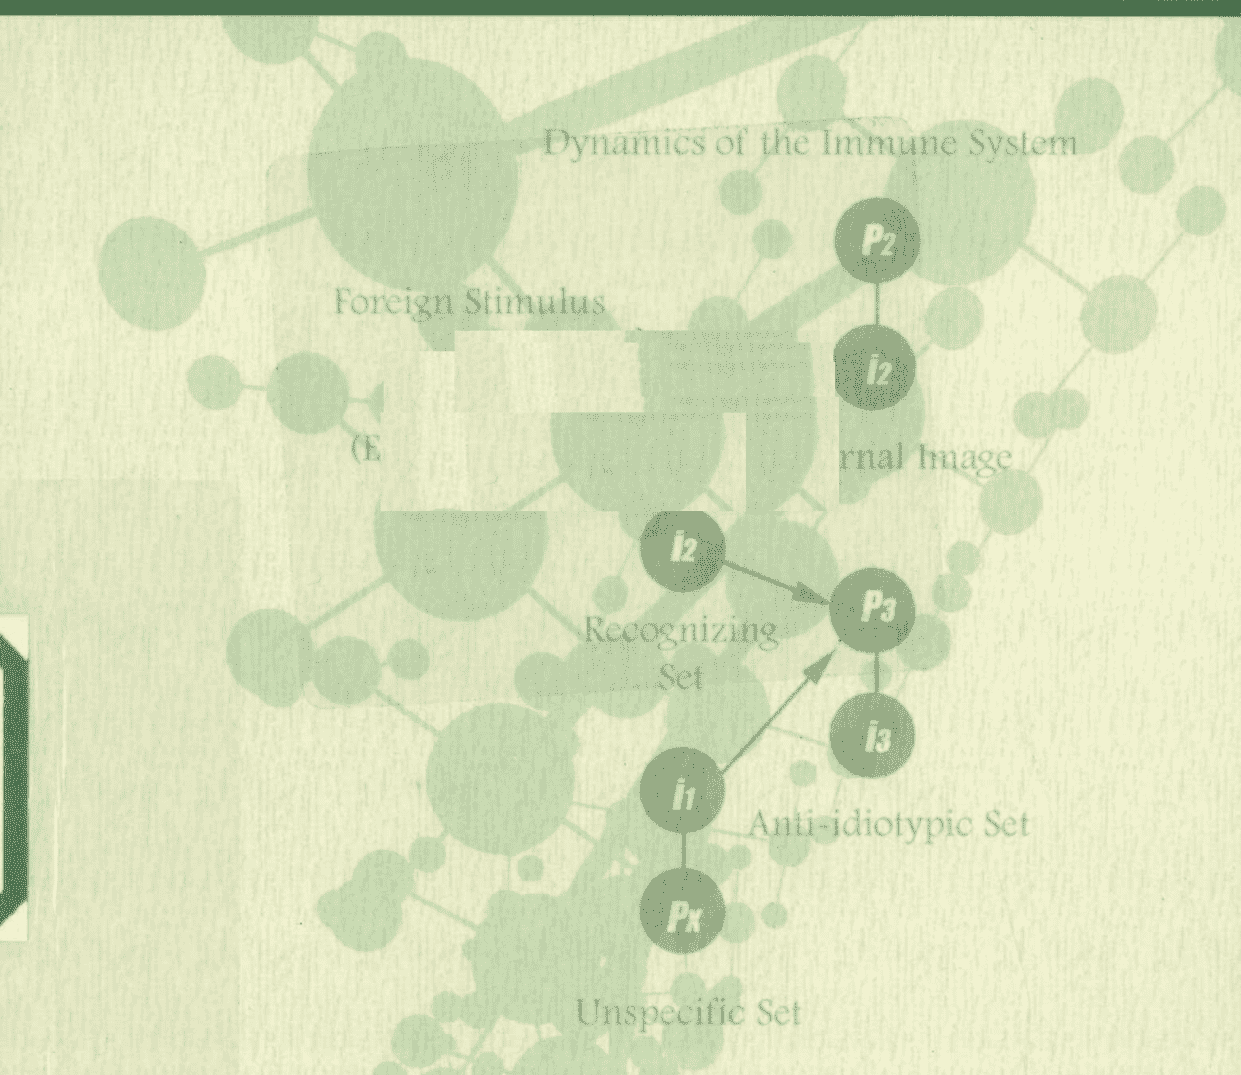 Dynamics of the Immune System
P2
Foreign Stimulus
i2
(E
rnal Image
i2
P3
Recognizing
Set
i3
i1
Anti-idiotypic Set
Px
Unspecific Set